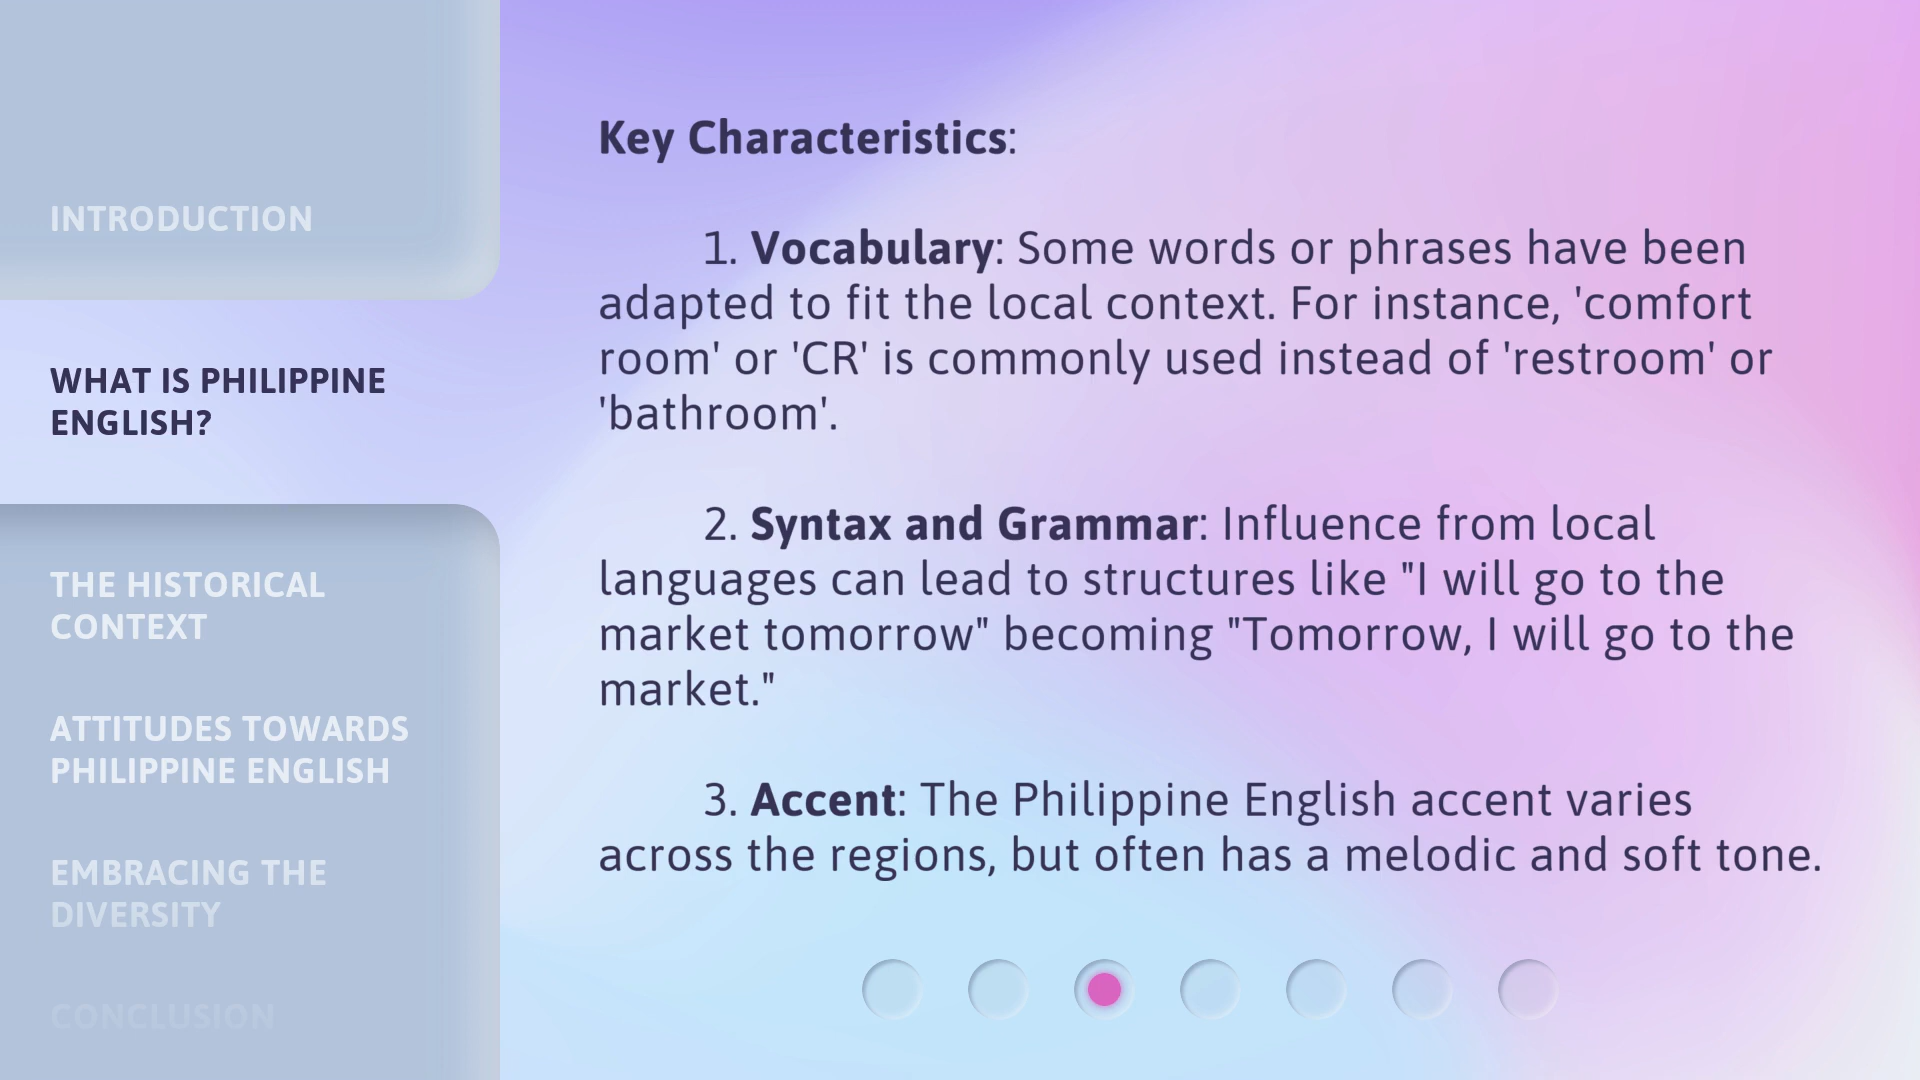 INTRODUCTION
WHAT IS PHILIPPINE
ENGLISH?
THE HISTORICAL
CONTEXT
ATTITUDES TOWARDS
PHILIPPINE ENGLISH
EMBRACING THE
DIVERSITY
CONCLUSION
Key Characteristics:
1. Vocabulary: Some words or phrases have been
adapted to fit the local context. For instance, 'comfort
room' or 'CR' is commonly used instead of 'restroom' or
'bathroom'.
2. Syntax and Grammar: Influence from local
languages can lead to structures like "I will go to the
market tomorrow" becoming "Tomorrow, I will go to the
market."
3. Accent: The Philippine English accent varies
across the regions, but often has a melodic and soft tone.